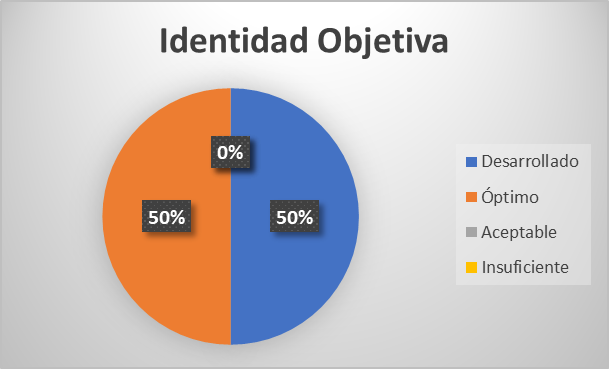 Identidad Objetiva
0%
50%
50%
Desarrollado
Óptimo
Aceptable
Insuficiente